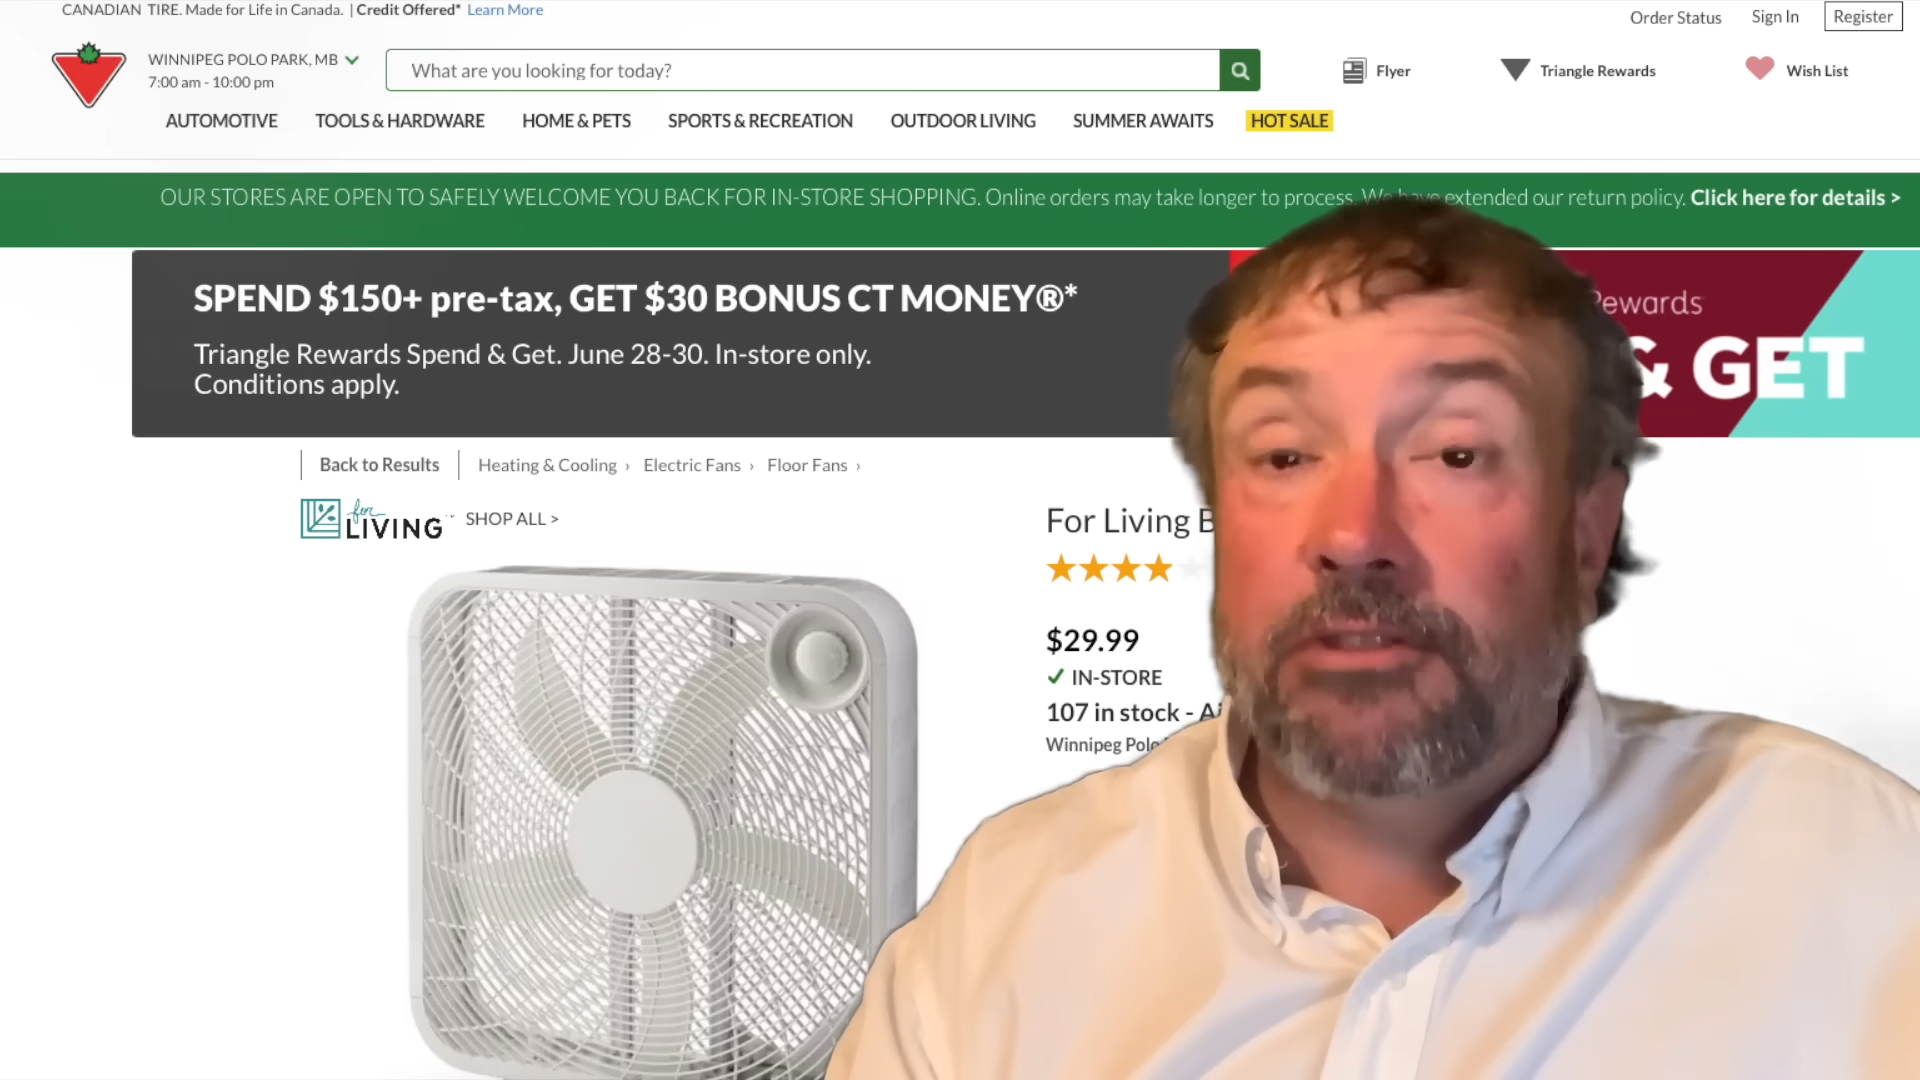 CANADIAN TIRE. Made for Life in Canada. | Credit Offered* Learn More
Order Status Sign In Register
WINNIPEG POLO PARK, MB
7:00 am - 10:00 pm
What are you looking for today?
Flyer Triangle Rewards Wish List
AUTOMOTIVE TOOLS & HARDWARE HOME & PETS SPORTS & RECREATION OUTDOOR LIVING SUMMER AWAITS HOT SALE
OUR STORES ARE OPEN TO SAFELY WELCOME YOU BACK FOR IN-STORE SHOPPING. Online orders may take longer to process. We have extended our return policy. Click here for details >
SPEND $150+ pre-tax, GET $30 BONUS CT MONEY®*
Triangle Rewards Spend & Get. June 28-30. In-store only.
Conditions apply.
Rewards
& GET
Back to Results Heating & Cooling › Electric Fans › Floor Fans ›
for LIVING SHOP ALL >
For Living
$29.99
IN-STORE
107 in stock -
Winnipeg Polo